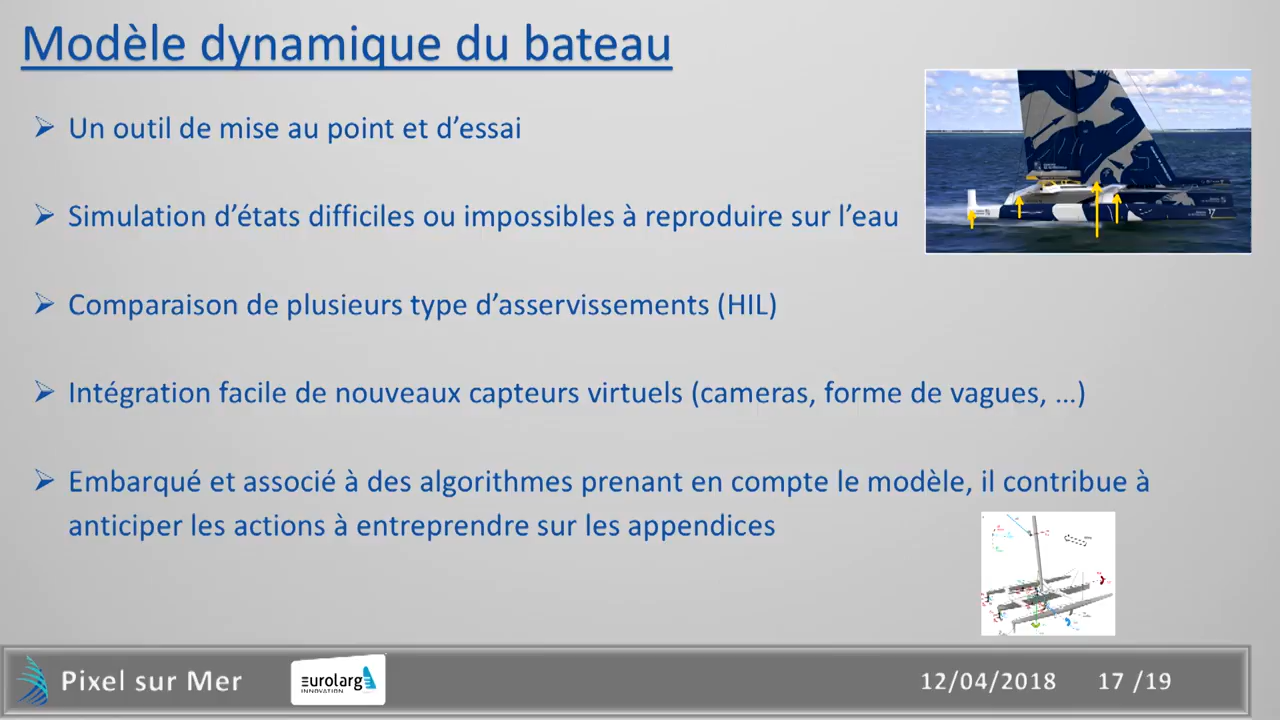 Modèle dynamique du bateau
Un outil de mise au point et d’essai
Simulation d’états difficiles ou impossibles à reproduire sur l’eau
Comparaison de plusieurs type d’asservissements (HIL)
Intégration facile de nouveaux capteurs virtuels (cameras, forme de vagues, ...)
Embarqué et associé à des algorithmes prenant en compte le modèle, il contribue à
anticiper les actions à entreprendre sur les appendices
17
Pixel sur Mer
eurolarg
INNOVATION
12/04/2018
17 /19